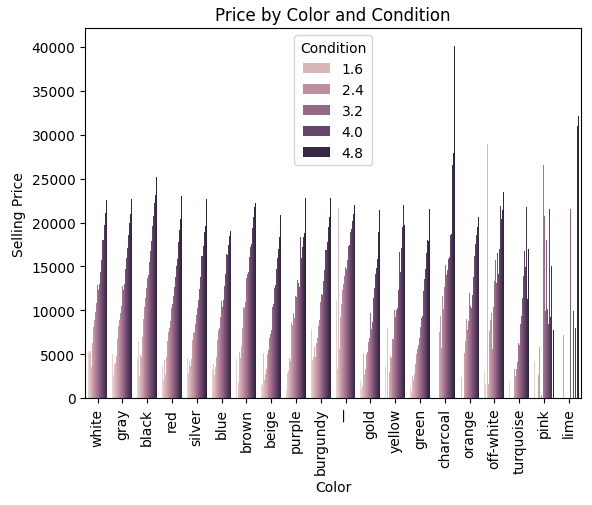 Price by Color and Condition
Condition
1.6
2.4
3.2
4.0
4.8
Selling Price
40000
35000
30000
25000
20000
15000
10000
5000
0
white
gray
black
red
silver
blue
brown
beige
purple
burgundy
—
gold
yellow
green
charcoal
orange
off-white
turquoise
pink
lime
Color